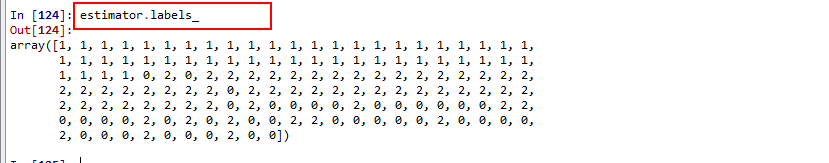 In [124]: estimator.labels_
Out[124]:
array([1, 1, 1, 1, 1, 1, 1, 1, 1, 1, 1, 1, 1, 1, 1, 1, 1, 1, 1, 1, 1, 1, 1,
1, 1, 1, 1, 1, 1, 1, 1, 1, 1, 1, 1, 1, 1, 1, 1, 1, 1, 1, 1, 1, 1, 1,
1, 1, 1, 1, 0, 2, 0, 2, 2, 2, 2, 2, 2, 2, 2, 2, 2, 2, 2, 2, 2, 2, 2,
2, 2, 2, 2, 2, 2, 2, 2, 0, 2, 2, 2, 2, 2, 2, 2, 2, 2, 2, 2, 2, 2, 2,
2, 2, 2, 2, 2, 2, 2, 2, 0, 2, 0, 0, 0, 0, 2, 0, 0, 0, 0, 0, 0, 2, 2,
0, 0, 0, 0, 2, 0, 2, 0, 2, 0, 0, 2, 2, 0, 0, 0, 0, 0, 2, 0, 0, 0, 0,
2, 0, 0, 0, 2, 0, 0, 0, 2, 0, 0])